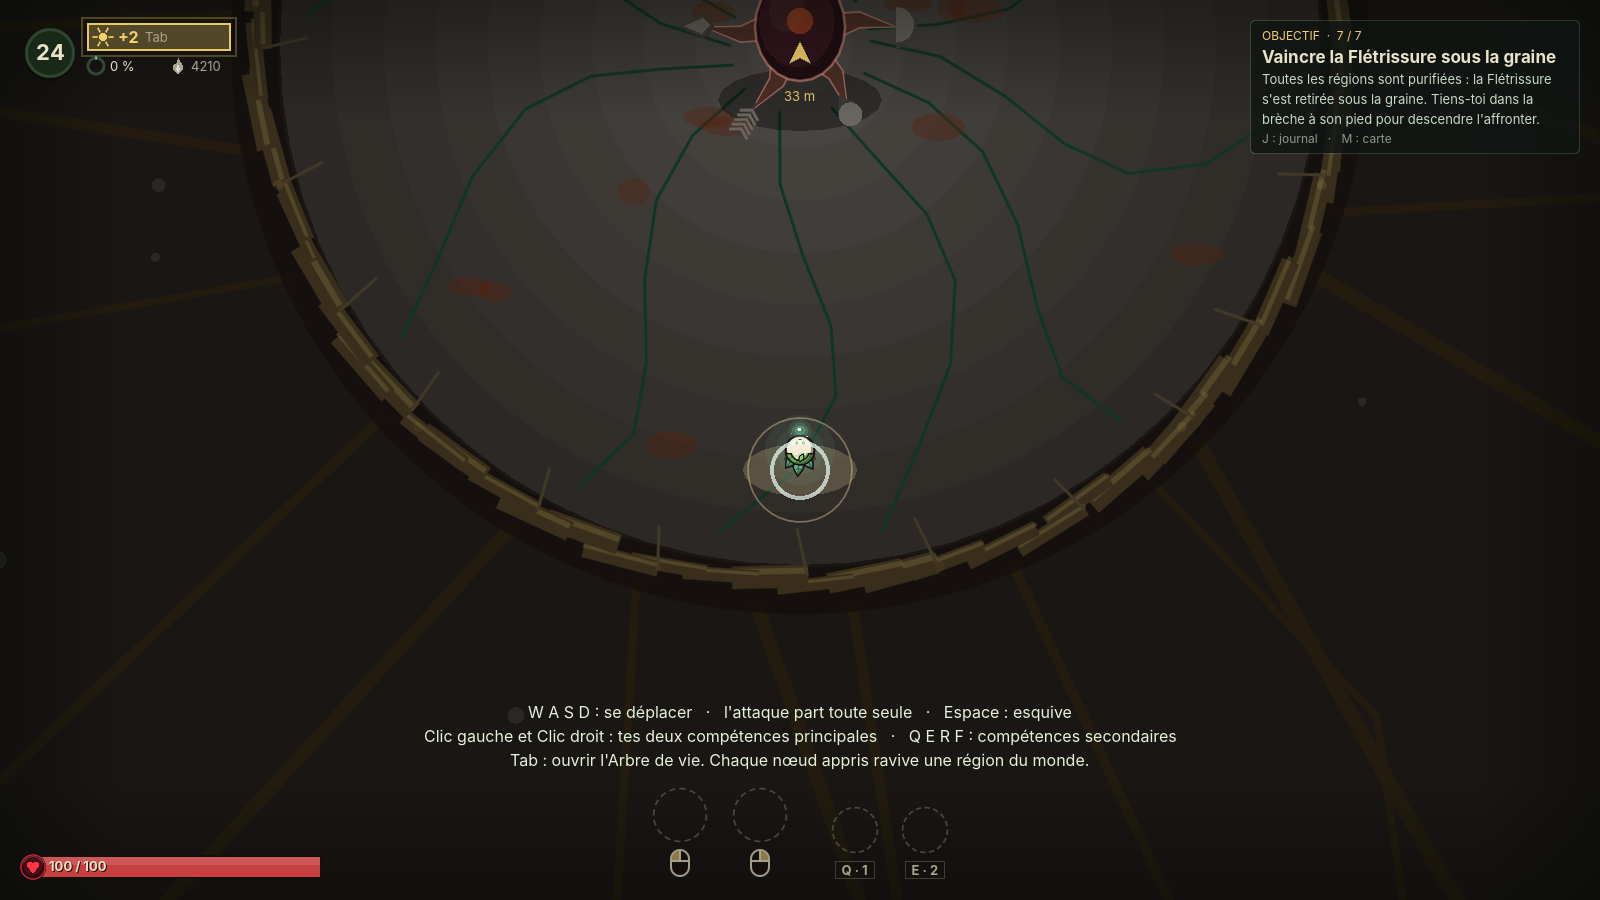 24
+2 Tab
0 %
4210
33 m
OBJECTIF · 7 / 7
Vaincre la Flétrissure sous la graine
Toutes les régions sont purifiées : la Flétrissure
s'est retirée sous la graine. Tiens-toi dans la
brèche à son pied pour descendre l'affronter.
J : journal · M : carte
W A S D : se déplacer · l'attaque part toute seule · Espace : esquive
Clic gauche et Clic droit : tes deux compétences principales · Q E R F : compétences secondaires
Tab : ouvrir l'Arbre de vie. Chaque nœud appris ravive une région du monde.
100 / 100
Q · 1
E · 2